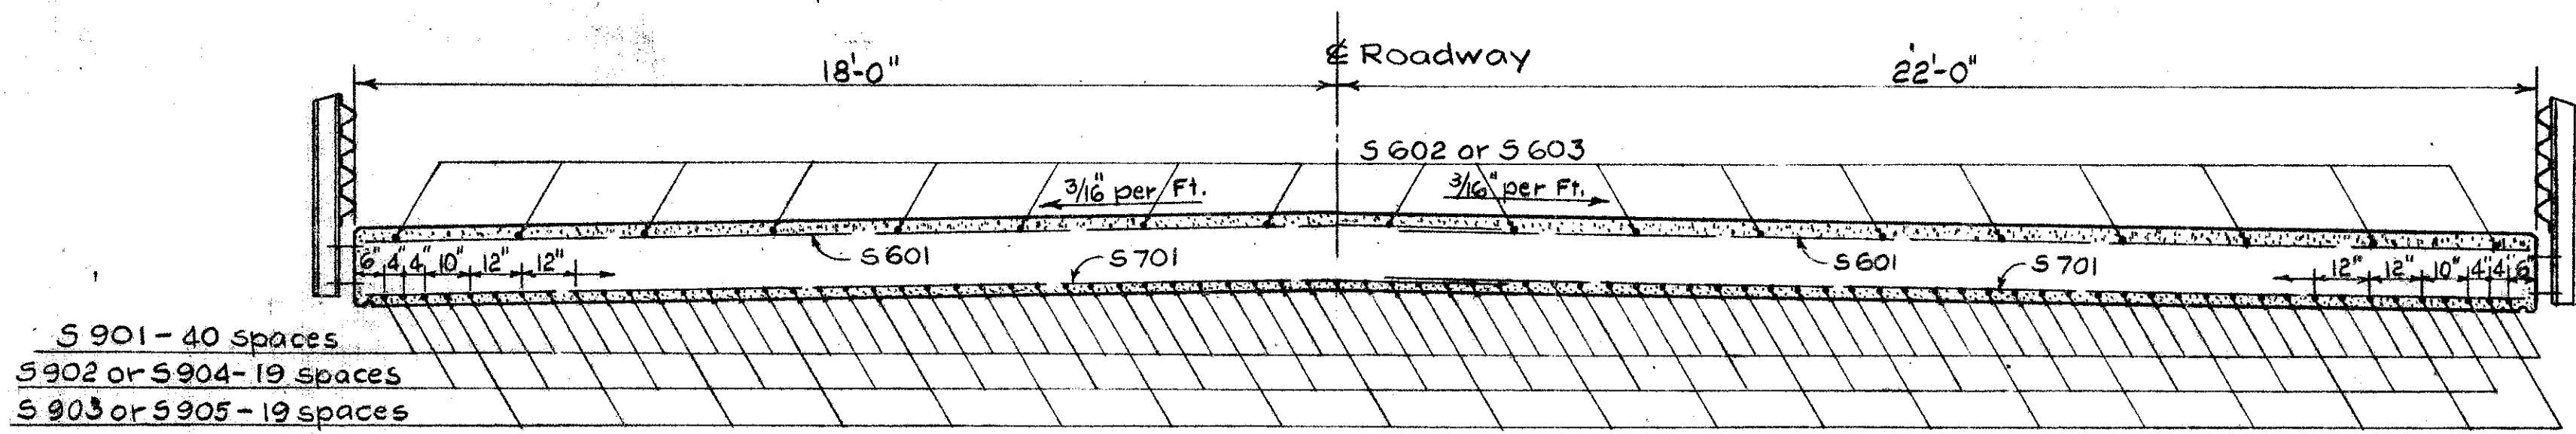 ℄ Roadway
18'-0"
22'-0"
S 602 or S 603
3/16" per Ft.
3/16" per Ft.
S 601
S 701
S 601
S 701
6" 4" 4" 10" 12" 12"
12" 12" 10" 4" 4" 6"
S 901 - 40 spaces
S 902 or S 904 - 19 spaces
S 903 or S 905 - 19 spaces